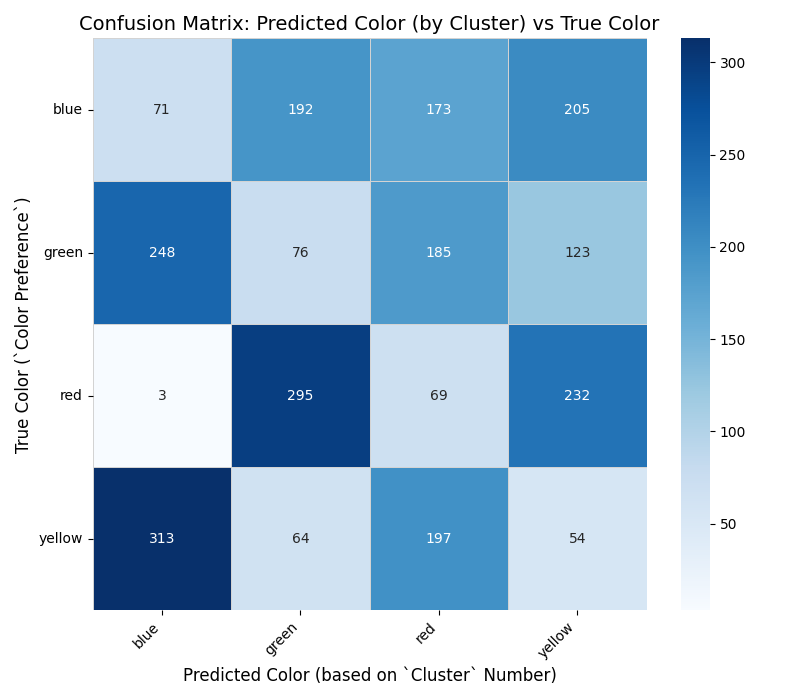 Confusion Matrix: Predicted Color (by Cluster) vs True Color
300
blue 71 192 173 205
250
green 248 76 185 123
200
150
red 3 295 69 232
100
yellow 313 64 197 54
50
blue green red yellow
True Color (`Color Preference`)
Predicted Color (based on `Cluster` Number)